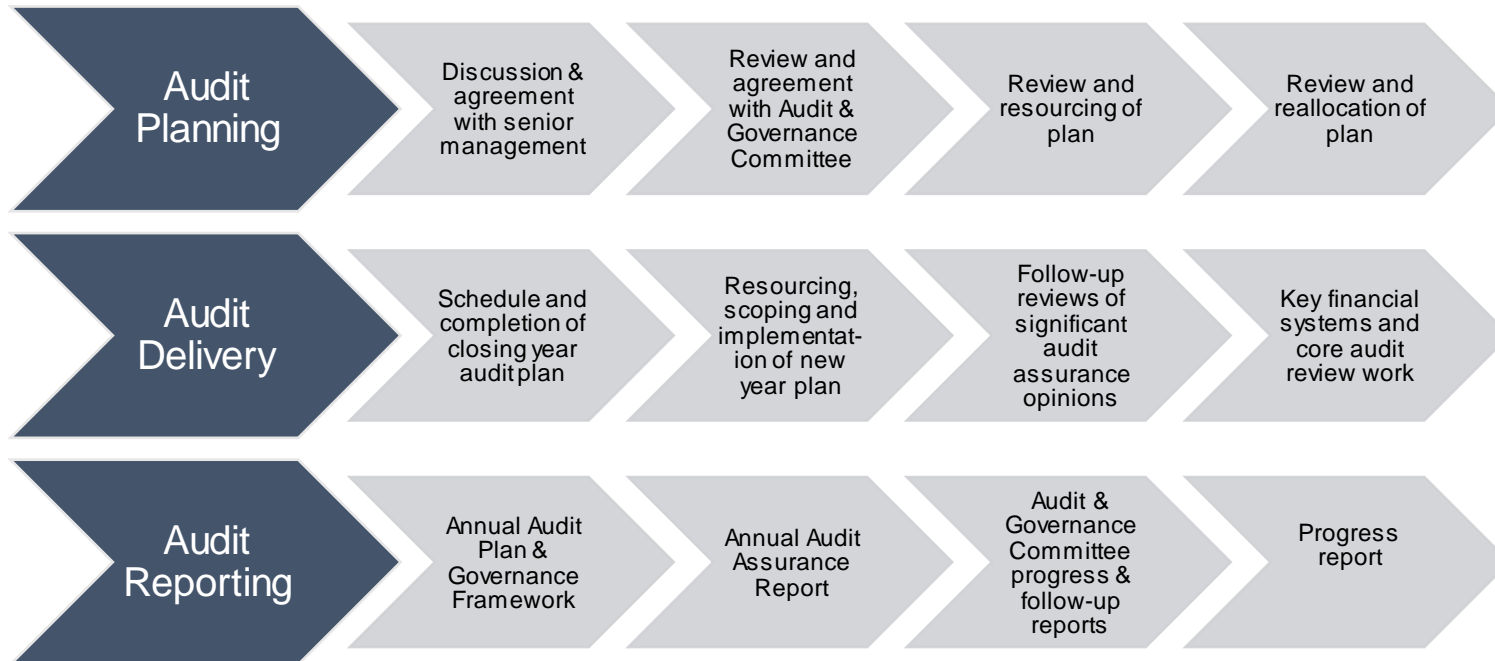 Audit
Planning
Discussion &
agreement
with senior
management
Review and
agreement
with Audit &
Governance
Committee
Review and
resourcing of
plan
Review and
reallocation of
plan
Audit
Delivery
Schedule and
completion of
closing year
audit plan
Resourcing,
scoping and
implementat-
ion of new
year plan
Follow-up
reviews of
significant
audit
assurance
opinions
Key financial
systems and
core audit
review work
Audit
Reporting
Annual Audit
Plan &
Governance
Framework
Annual Audit
Assurance
Report
Audit &
Governance
Committee
progress &
follow-up
reports
Progress
report